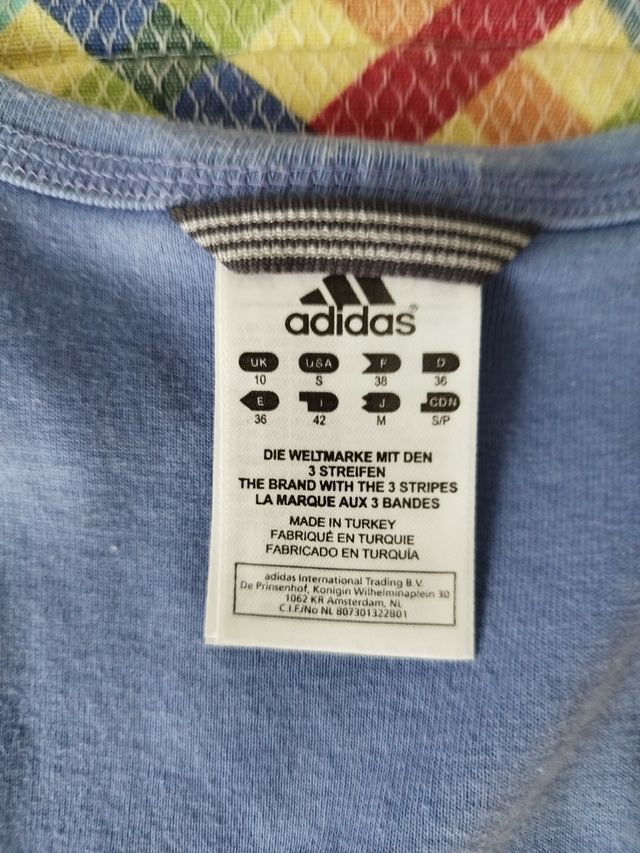 adidas®
UK USA F D
10 S 38 36
E I J CDN
36 42 M S/P
DIE WELTMARKE MIT DEN
3 STREIFEN
THE BRAND WITH THE 3 STRIPES
LA MARQUE AUX 3 BANDES
MADE IN TURKEY
FABRIQUÉ EN TURQUIE
FABRICADO EN TURQUÍA
adidas International Trading B.V.
De Prinsenhof, Konigin Wilhelminaplein 30
1062 KR Amsterdam, NL
C.I.F./No NL 807301322B01